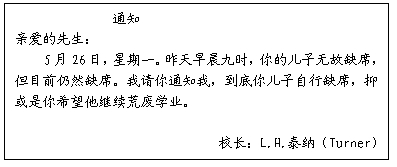 通知
亲爱的先生：
5月26日，星期一。昨天早晨九时，你的儿子无故缺席，
但目前仍然缺席。我请你通知我，到底你儿子自行缺席，抑
或是你希望他继续荒废学业。
校长：L.H.泰纳（Turner）